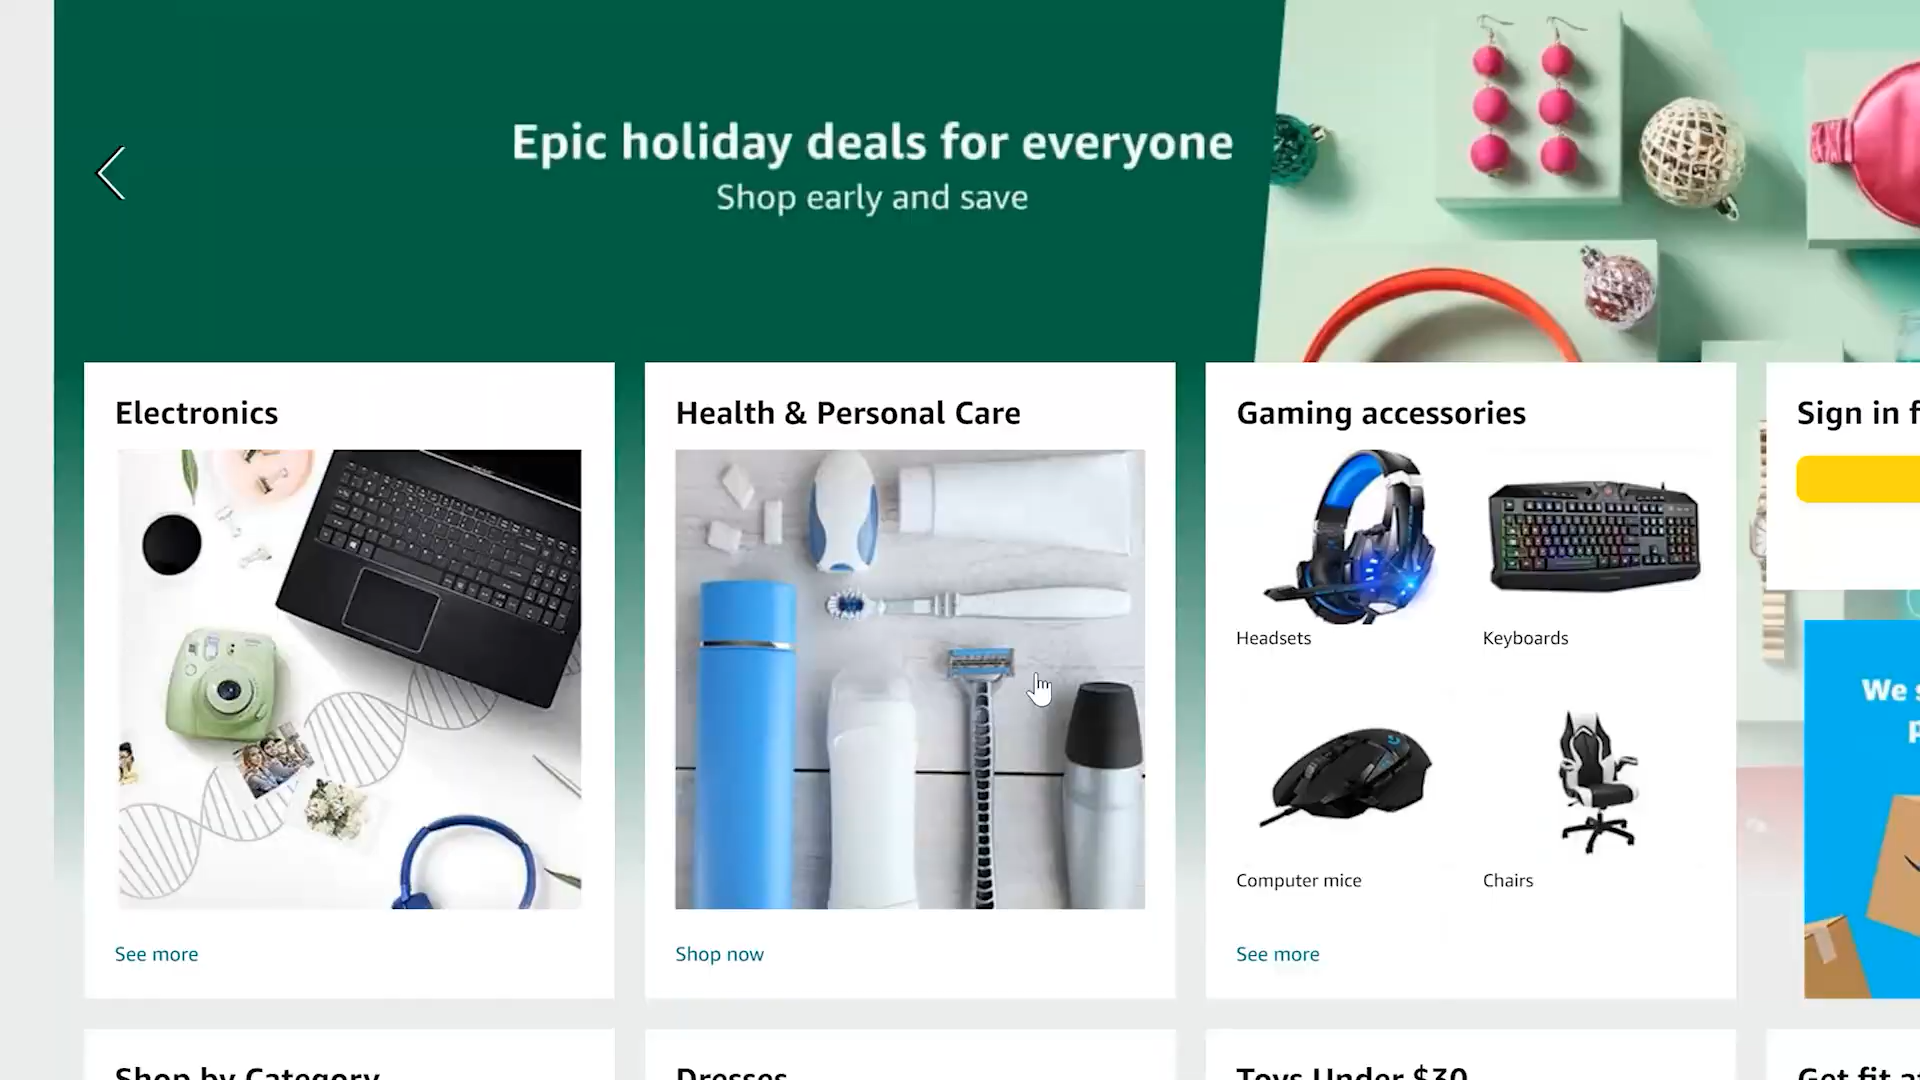 Epic holiday deals for everyone
Shop early and save
Electronics
See more
Health & Personal Care
Shop now
Gaming accessories
Headsets
Keyboards
Computer mice
Chairs
See more
Sign in f
We s
Shop by Category
Dresses
Toys Under $30
Get fit a